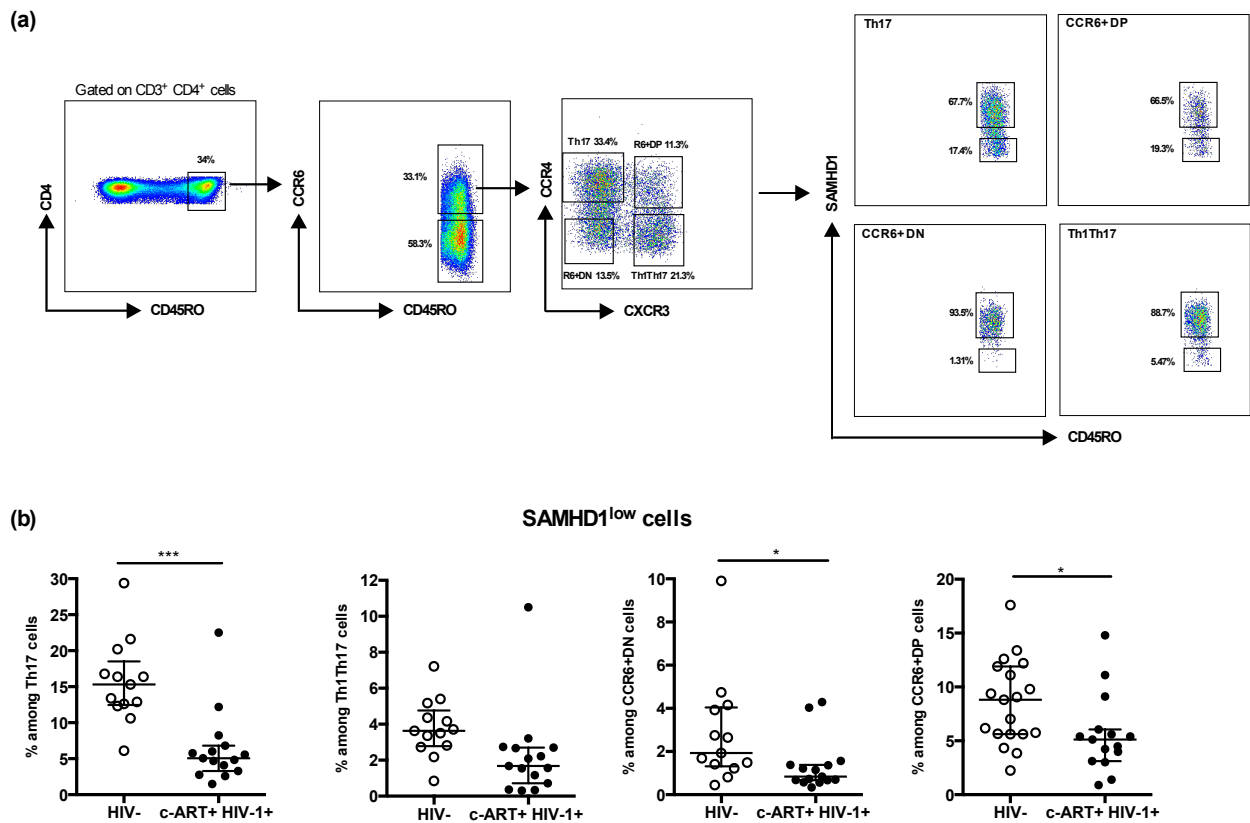 (a)
Gated on CD3+ CD4+ cells
CD4
34%
CD45RO
CCR6
33.1%
58.3%
CD45RO
CCR4
Th17 33.4%
R6+DP 11.3%
R6+DN 13.5%
Th1Th17 21.3%
CXCR3
SAMHD1
Th17
67.7%
17.4%
CCR6+DP
66.5%
19.3%
CCR6+DN
93.5%
1.31%
Th1Th17
88.7%
5.47%
CD45RO
(b)
SAMHD1low cells
% among Th17 cells
30
25
20
15
10
5
0
***
HIV-
c-ART+ HIV-1+
% among Th1Th17 cells
12
10
8
6
4
2
0
HIV-
c-ART+ HIV-1+
% among CCR6+DN cells
10
8
6
4
2
0
*
HIV-
c-ART+ HIV-1+
% among CCR6+DP cells
20
15
10
5
0
*
HIV-
c-ART+ HIV-1+